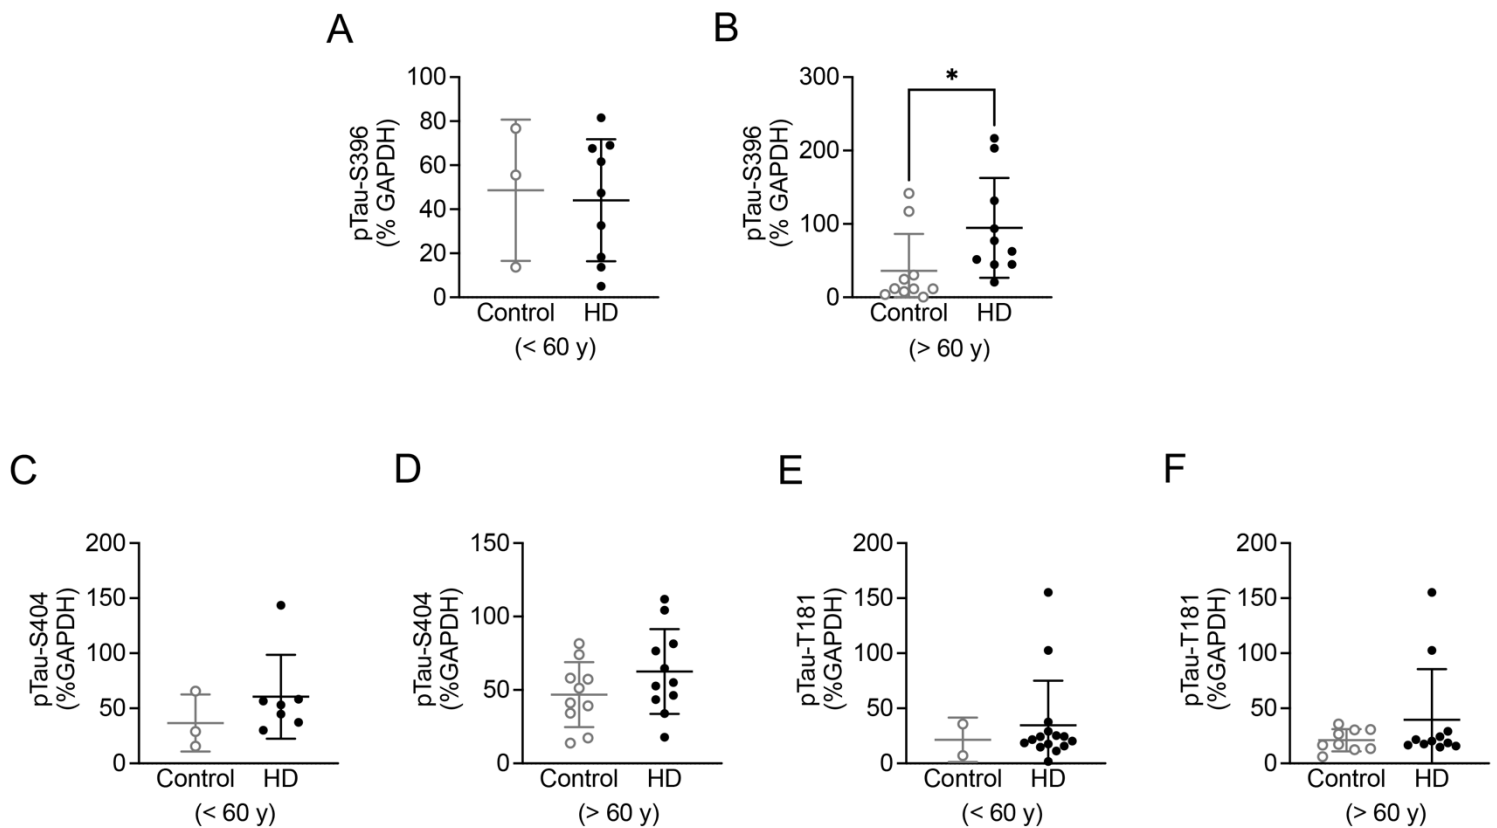 A
B
100
80
60
40
20
0
pTau-S396
(% GAPDH)
Control
HD
(< 60 y)
300
200
100
0
pTau-S396
(% GAPDH)
*
Control
HD
(> 60 y)
C
D
E
F
200
150
100
50
0
pTau-S404
(%GAPDH)
Control
HD
(< 60 y)
150
100
50
0
pTau-S404
(%GAPDH)
Control
HD
(> 60 y)
200
150
100
50
0
pTau-T181
(%GAPDH)
Control
HD
(< 60 y)
200
150
100
50
0
pTau-T181
(%GAPDH)
Control
HD
(> 60 y)